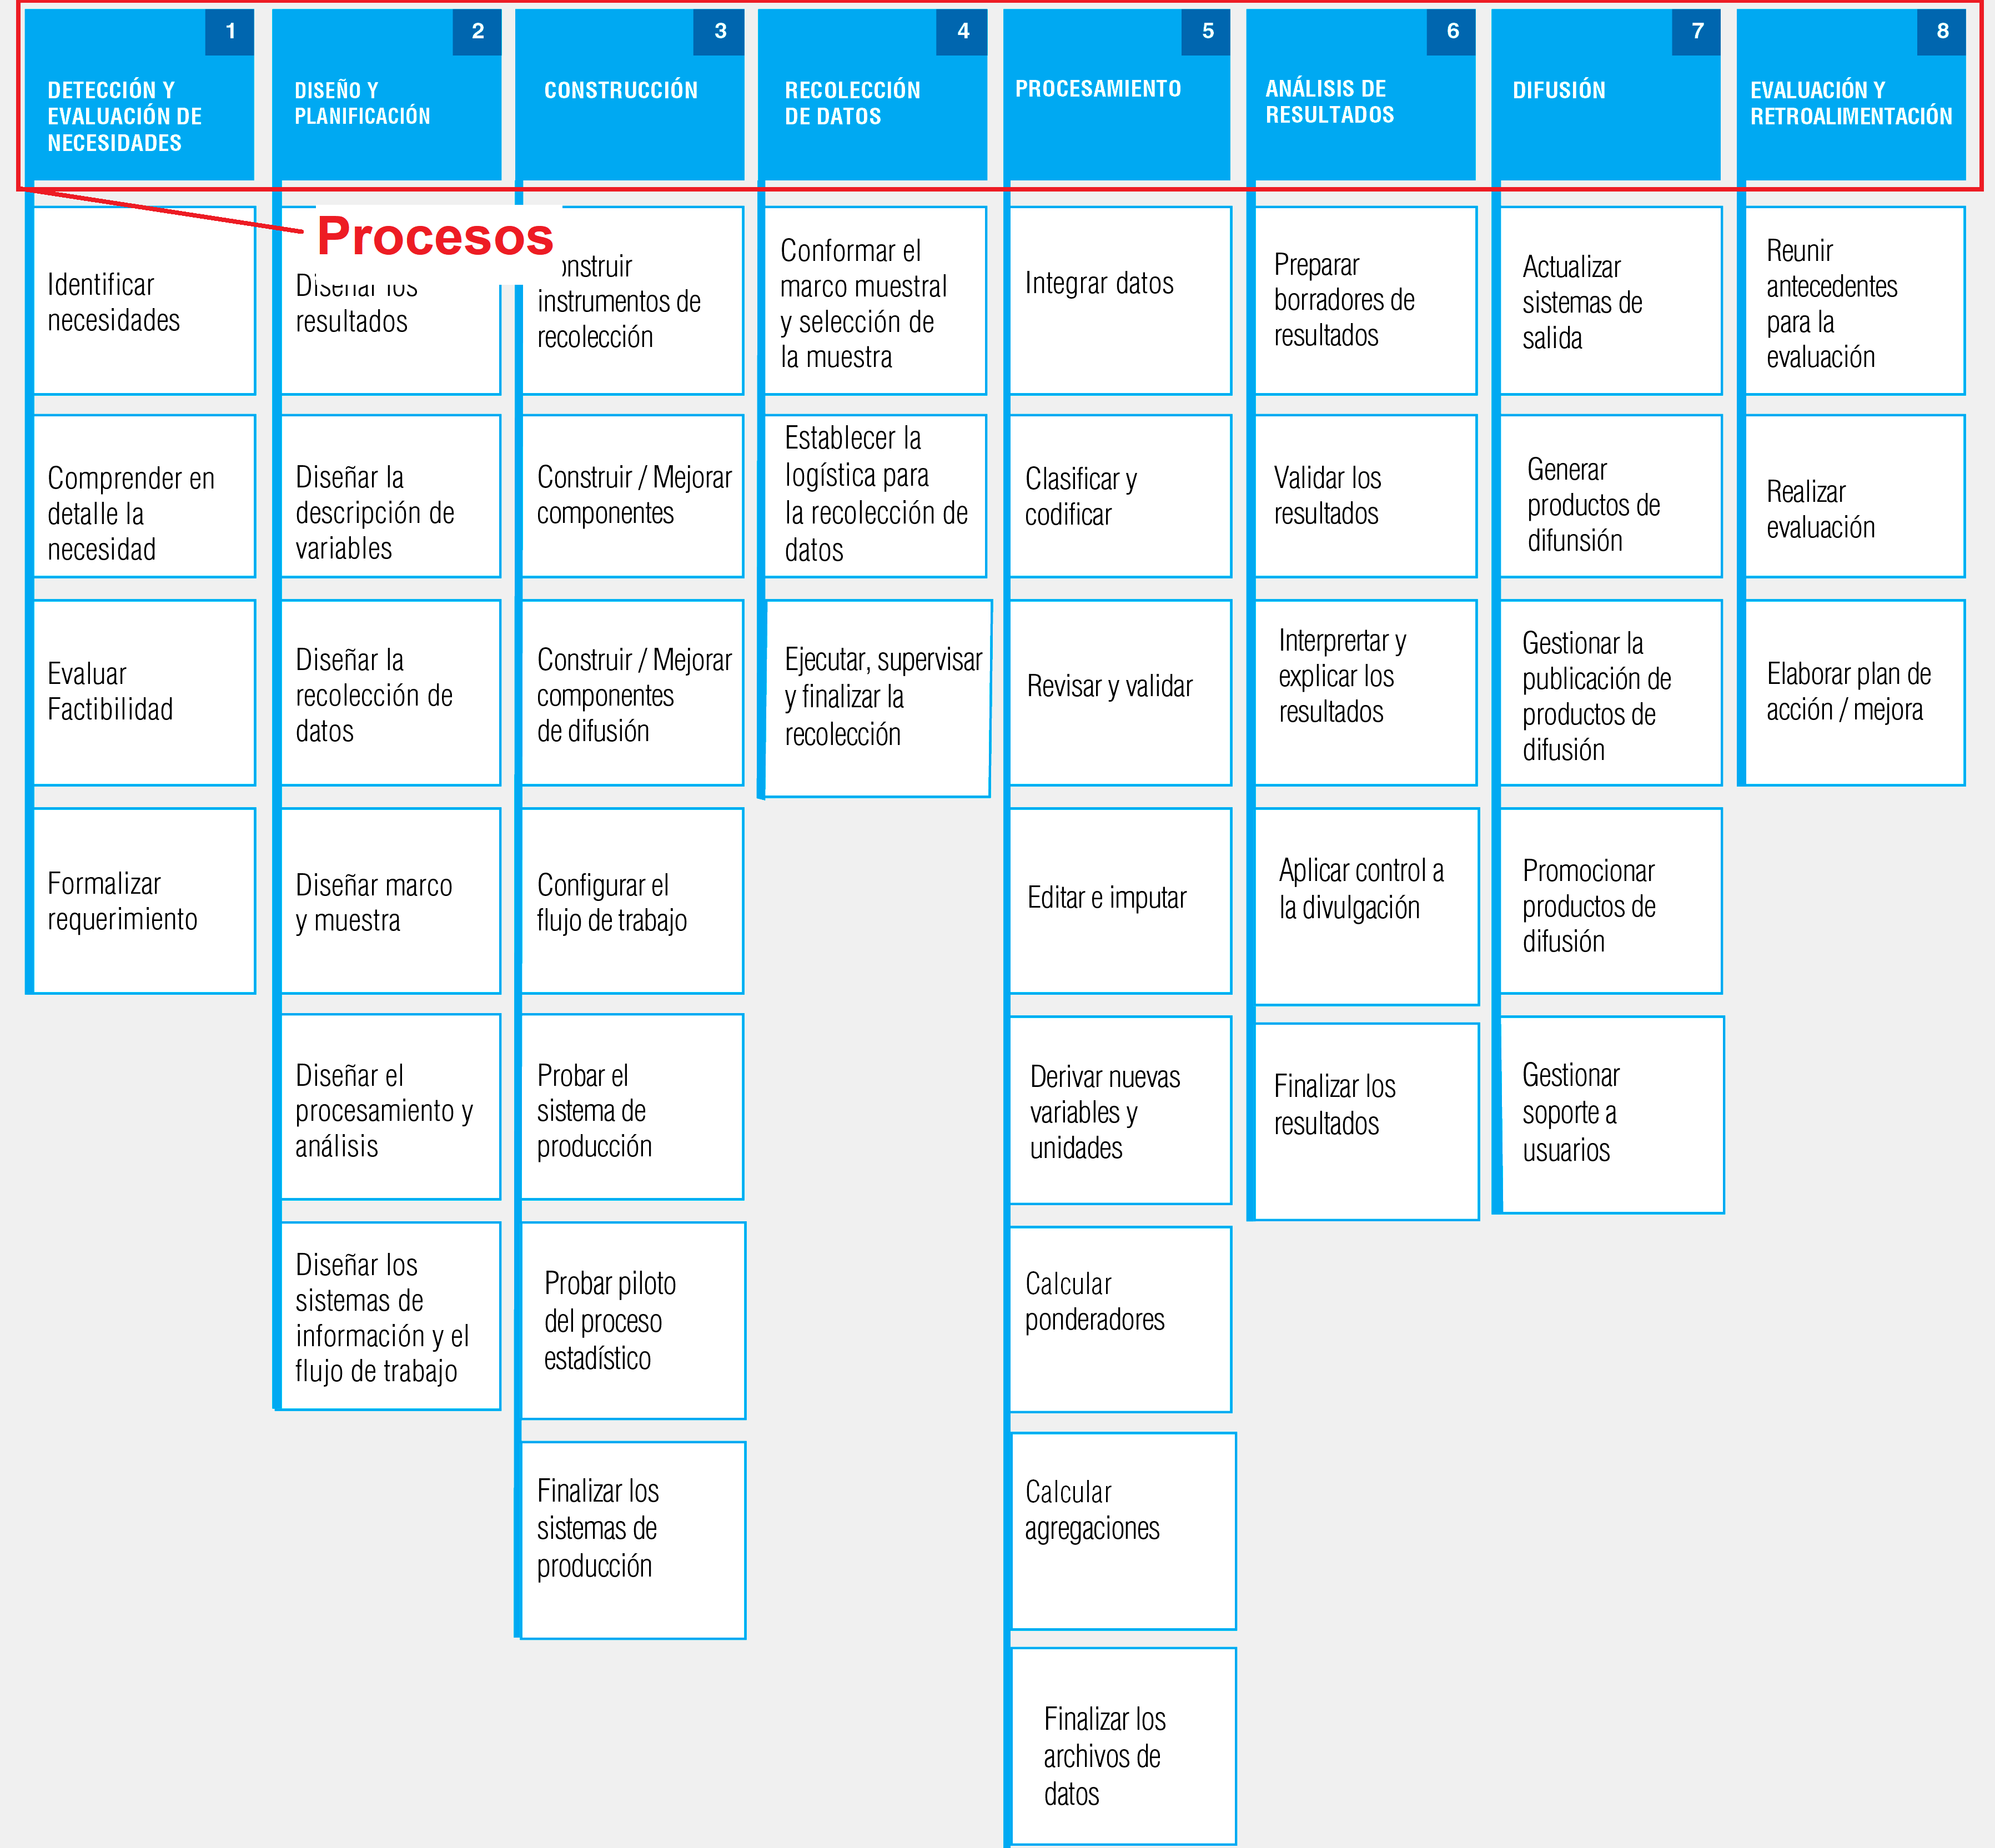 1
DETECCIÓN Y
EVALUACIÓN DE
NECESIDADES
2
DISEÑO Y
PLANIFICACIÓN
3
CONSTRUCCIÓN
4
RECOLECCIÓN
DE DATOS
5
PROCESAMIENTO
6
ANÁLISIS DE
RESULTADOS
7
DIFUSIÓN
8
EVALUACIÓN Y
RETROALIMENTACIÓN
Procesos
Identificar
necesidades
Comprender en
detalle la
necesidad
Evaluar
Factibilidad
Formalizar
requerimiento
Diseñar los
resultados
Diseñar la
descripción de
variables
Diseñar la
recolección de
datos
Diseñar marco
y muestra
Diseñar el
procesamiento y
análisis
Diseñar los
sistemas de
información y el
flujo de trabajo
onstruir
instrumentos de
recolección
Construir / Mejorar
componentes
Construir / Mejorar
componentes
de difusión
Configurar el
flujo de trabajo
Probar el
sistema de
producción
Probar piloto
del proceso
estadístico
Finalizar los
sistemas de
producción
Conformar el
marco muestral
y selección de
la muestra
Establecer la
logística para
la recolección de
datos
Ejecutar, supervisar
y finalizar la
recolección
Integrar datos
Clasificar y
codificar
Revisar y validar
Editar e imputar
Derivar nuevas
variables y
unidades
Calcular
ponderadores
Calcular
agregaciones
Finalizar los
archivos de
datos
Preparar
borradores de
resultados
Validar los
resultados
Interprertar y
explicar los
resultados
Aplicar control a
la divulgación
Finalizar los
resultados
Actualizar
sistemas de
salida
Generar
productos de
difunsión
Gestionar la
publicación de
productos de
difusión
Promocionar
productos de
difusión
Gestionar
soporte a
usuarios
Reunir
antecedentes
para la
evaluación
Realizar
evaluación
Elaborar plan de
acción / mejora